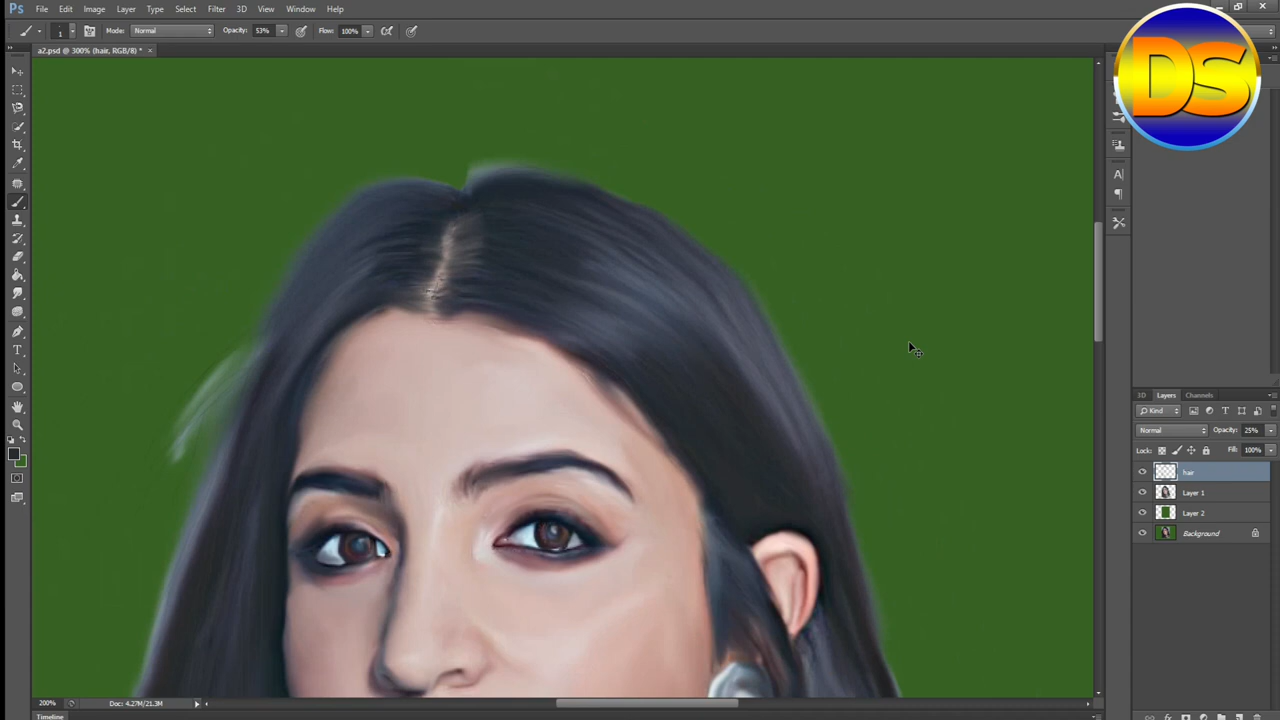 Ps File Edit Image Layer Type Select Filter 3D View Window Help
1 Mode: Normal Opacity: 53% Flow: 100%
a2.psd @ 300% (hair, RGB/8) * ×
DS
A|
3D Layers Channels
Kind T
Normal Opacity: 25%
Lock: Fill: 100%
hair
Layer 1
Layer 2
Background
T
200% Doc: 4.27M/21.3M
Timeline
fx